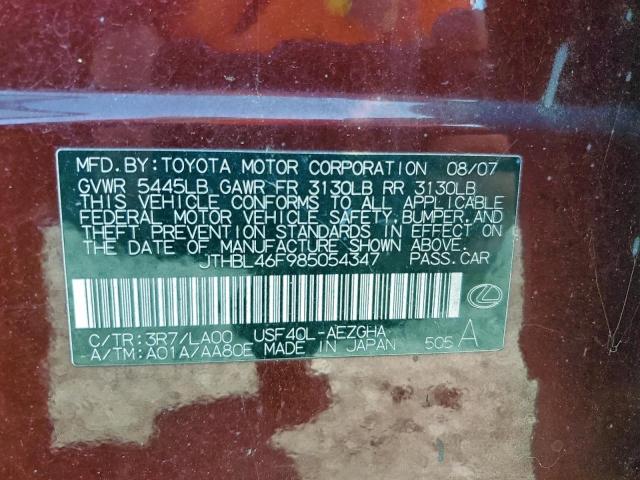 MFD. BY: TOYOTA MOTOR CORPORATION 08/07
GVWR 5445LB GAWR FR 3130LB RR 3130LB
THIS VEHICLE CONFORMS TO ALL APPLICABLE
FEDERAL MOTOR VEHICLE SAFETY, BUMPER, AND
THEFT PREVENTION STANDARDS IN EFFECT ON
THE DATE OF MANUFACTURE SHOWN ABOVE.
JTHBL46F985054347 PASS. CAR
C/TR: 3R7/LA00 USF40L-AEZGHA
A/TM: A01A/AA80E MADE IN JAPAN 505 A